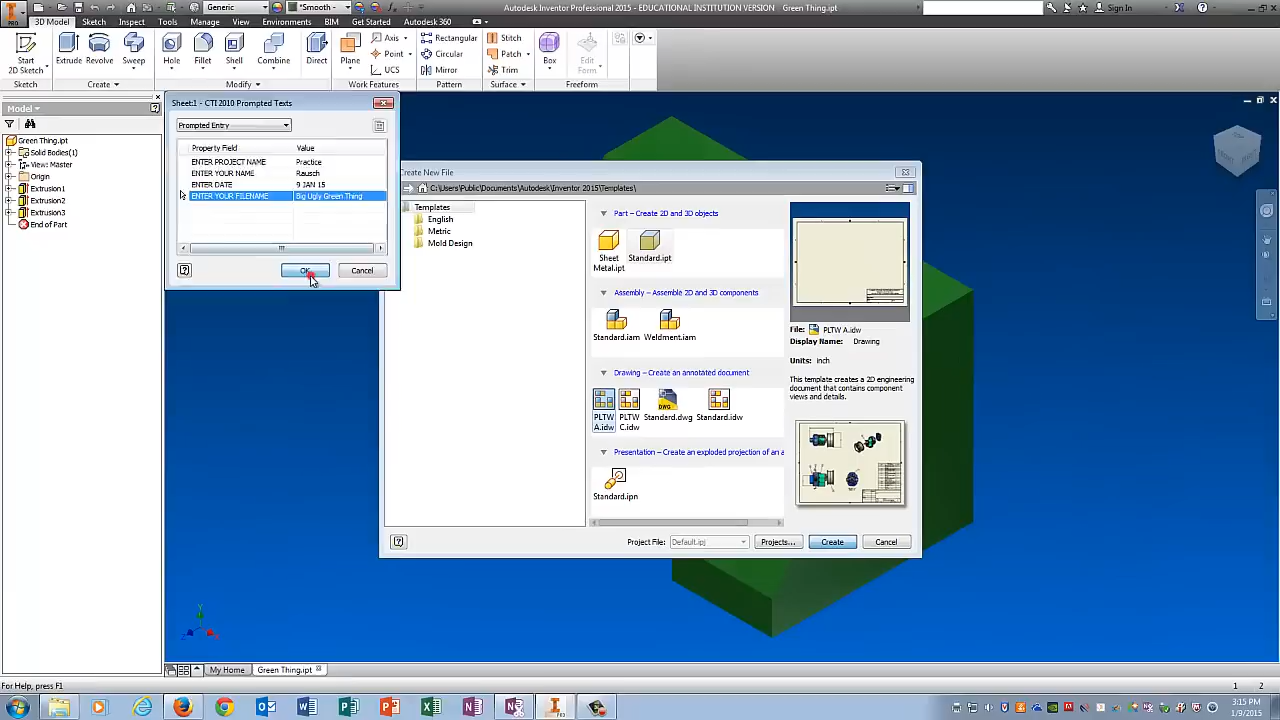 Generic
*Smooth
Autodesk Inventor Professional 2015 - EDUCATIONAL INSTITUTION VERSION Green Thing.ipt
Sign In
PRO
3D Model Sketch Inspect Tools Manage View Environments BIM Get Started Autodesk 360
Start
2D Sketch
Extrude Revolve Sweep
Hole Fillet Shell Combine
Direct
Plane
Axis
Point
UCS
Rectangular
Circular
Mirror
Stitch
Patch
Trim
Box
Edit
Form
Sketch Create Modify Work Features Pattern Surface Freeform
Model
Green Thing.ipt
Solid Bodies(1)
View: Master
Origin
Extrusion1
Extrusion2
Extrusion3
End of Part
Sheet:1 - CTI 2010 Prompted Texts
Prompted Entry
Property Field Value
ENTER PROJECT NAME Practice
ENTER YOUR NAME Rausch
ENTER DATE 9 JAN 15
ENTER YOUR FILENAME Big Ugly Green Thing
OK Cancel
Create New File
C:\Users\Public\Documents\Autodesk\Inventor 2015\Templates\
Templates
English
Metric
Mold Design
Part – Create 2D and 3D objects
Sheet
Metal.ipt
Standard.ipt
Assembly – Assemble 2D and 3D components
Standard.iam Weldment.iam
Drawing – Create an annotated document
DWG
PLTW
A.idw
PLTW
C.idw
Standard.dwg Standard.idw
Presentation – Create an exploded projection of an a
Standard.ipn
File: PLTW A.idw
Display Name: Drawing
Units: inch
This template creates a 2D engineering
document that contains component
views and details.
Project File: Default.ipj Projects... Create Cancel
Y
My Home Green Thing.ipt
For Help, press F1
1 2
3:15 PM
1/9/2015